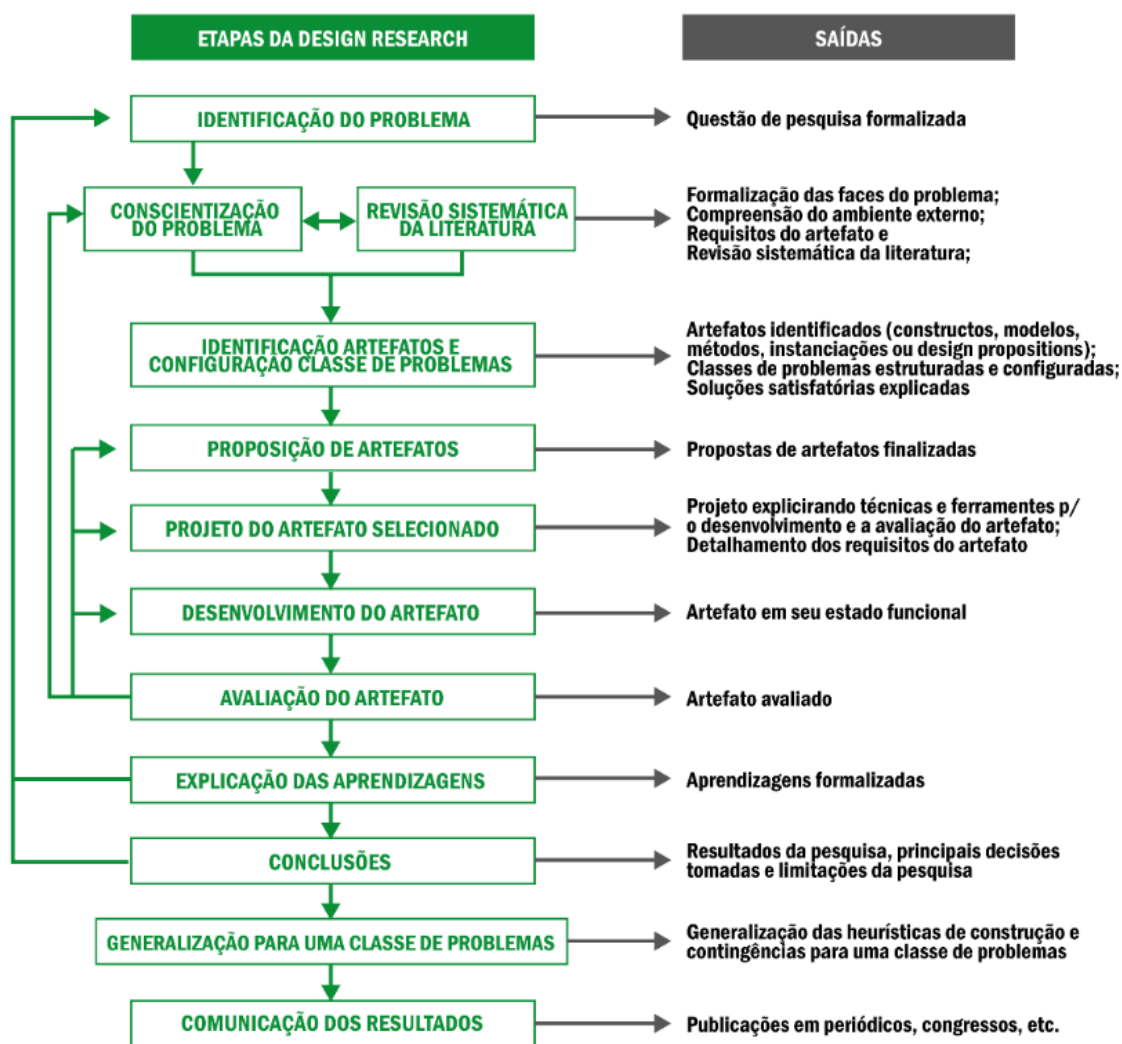 ETAPAS DA DESIGN RESEARCH
SAÍDAS
IDENTIFICAÇÃO DO PROBLEMA
Questão de pesquisa formalizada
CONSCIENTIZAÇÃO
DO PROBLEMA
REVISÃO SISTEMÁTICA
DA LITERATURA
Formalização das faces do problema;
Compreensão do ambiente externo;
Requisitos do artefato e
Revisão sistemática da literatura;
IDENTIFICAÇÃO ARTEFATOS E
CONFIGURAÇÃO CLASSE DE PROBLEMAS
Artefatos identificados (constructos, modelos,
métodos, instanciações ou design propositions);
Classes de problemas estruturadas e configuradas;
Soluções satisfatórias explicadas
PROPOSIÇÃO DE ARTEFATOS
Propostas de artefatos finalizadas
PROJETO DO ARTEFATO SELECIONADO
Projeto explicirando técnicas e ferramentes p/
o desenvolvimento e a avaliação do artefato;
Detalhamento dos requisitos do artefato
DESENVOLVIMENTO DO ARTEFATO
Artefato em seu estado funcional
AVALIAÇÃO DO ARTEFATO
Artefato avaliado
EXPLICAÇÃO DAS APRENDIZAGENS
Aprendizagens formalizadas
CONCLUSÕES
Resultados da pesquisa, principais decisões
tomadas e limitações da pesquisa
GENERALIZAÇÃO PARA UMA CLASSE DE PROBLEMAS
Generalização das heurísticas de construção e
contingências para uma classe de problemas
COMUNICAÇÃO DOS RESULTADOS
Publicações em periódicos, congressos, etc.